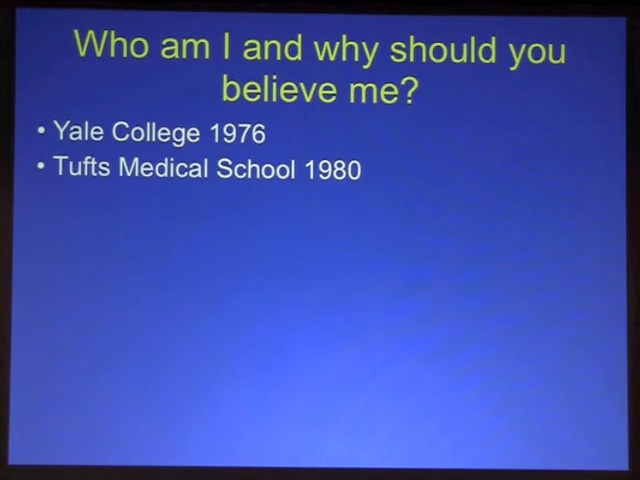 Who am I and why should you
believe me?
• Yale College 1976
• Tufts Medical School 1980